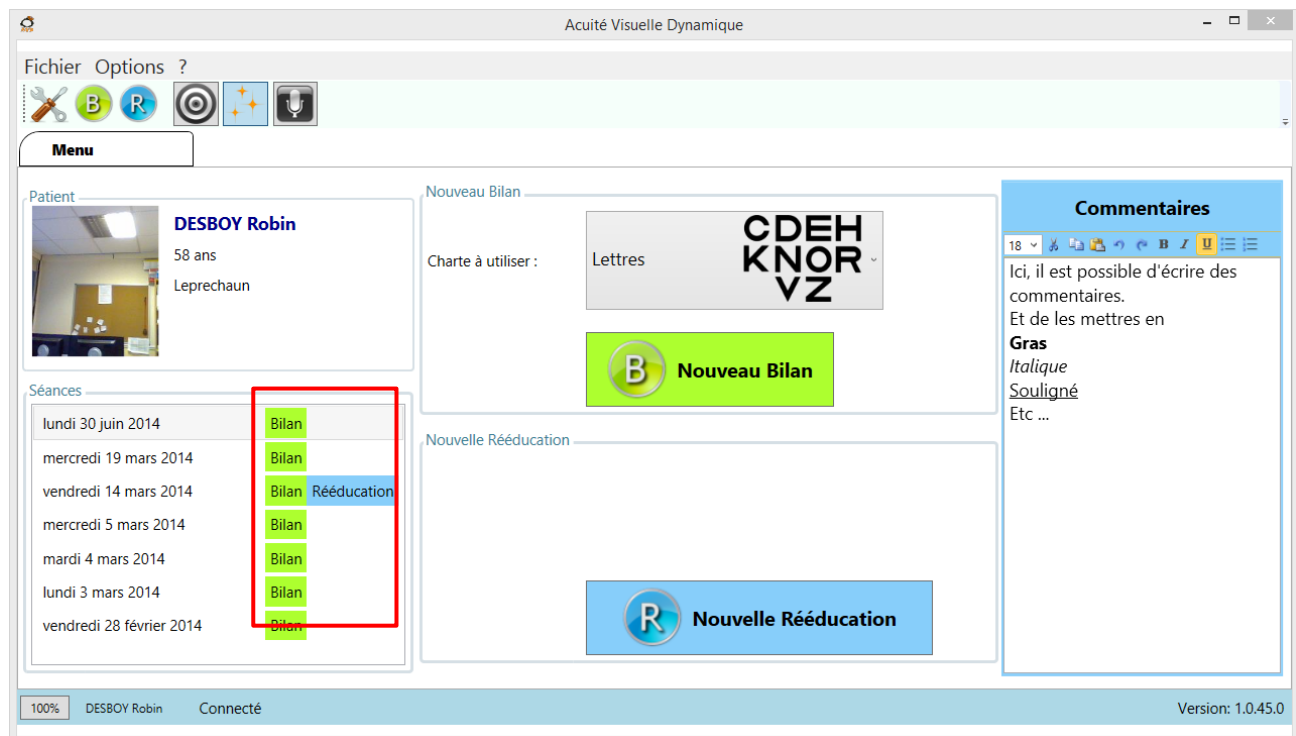 Acuité Visuelle Dynamique
Fichier Options ?
B R
Menu
Patient
DESBOY Robin
58 ans
Leprechaun
Séances
lundi 30 juin 2014 Bilan
mercredi 19 mars 2014 Bilan
vendredi 14 mars 2014 Bilan Rééducation
mercredi 5 mars 2014 Bilan
mardi 4 mars 2014 Bilan
lundi 3 mars 2014 Bilan
vendredi 28 février 2014 Bilan
Nouveau Bilan
Charte à utiliser :
Lettres
CDEH
KNOR
VZ
B Nouveau Bilan
Nouvelle Rééducation
R Nouvelle Rééducation
Commentaires
18 B I U
Ici, il est possible d'écrire des
commentaires.
Et de les mettres en
Gras
Italique
Souligné
Etc ...
100% DESBOY Robin Connecté Version: 1.0.45.0